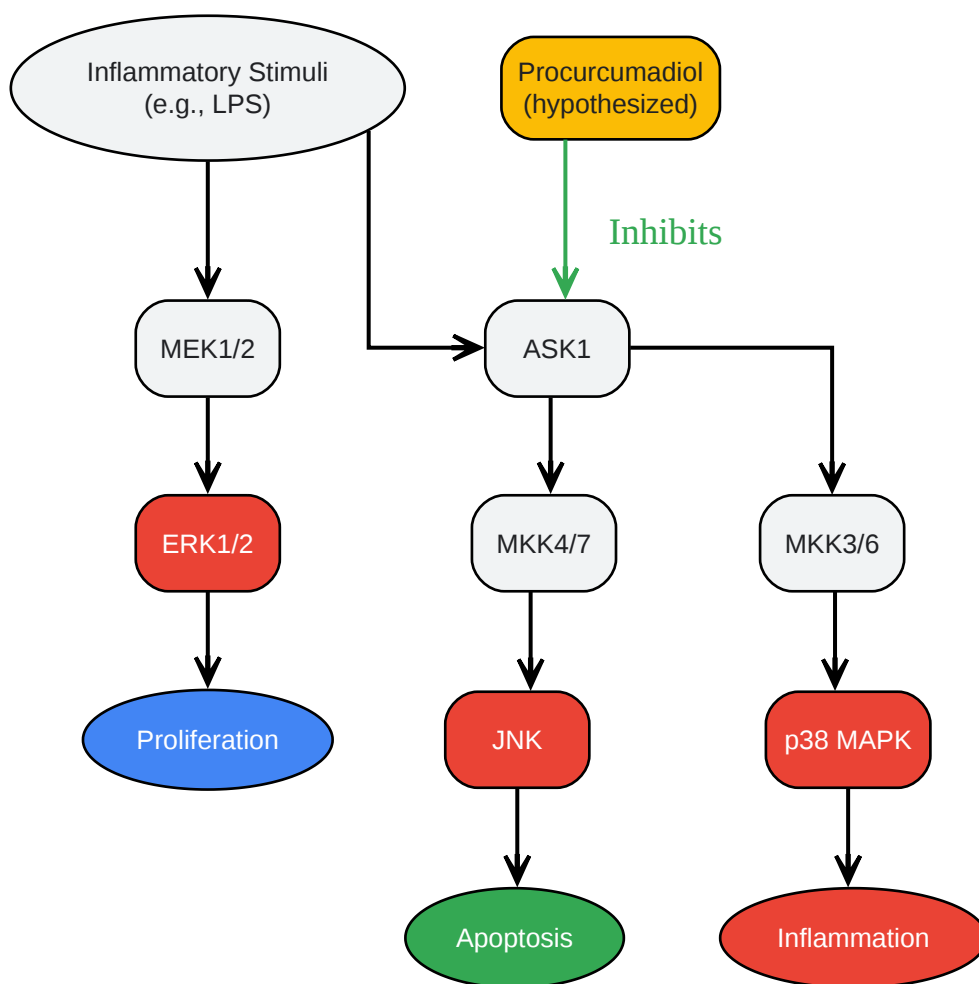 Inflammatory Stimuli
(e.g., LPS)
Procurcumadiol
(hypothesized)
Inhibits
MEK1/2
ASK1
ERK1/2
MKK4/7
MKK3/6
Proliferation
JNK
p38 MAPK
Apoptosis
Inflammation